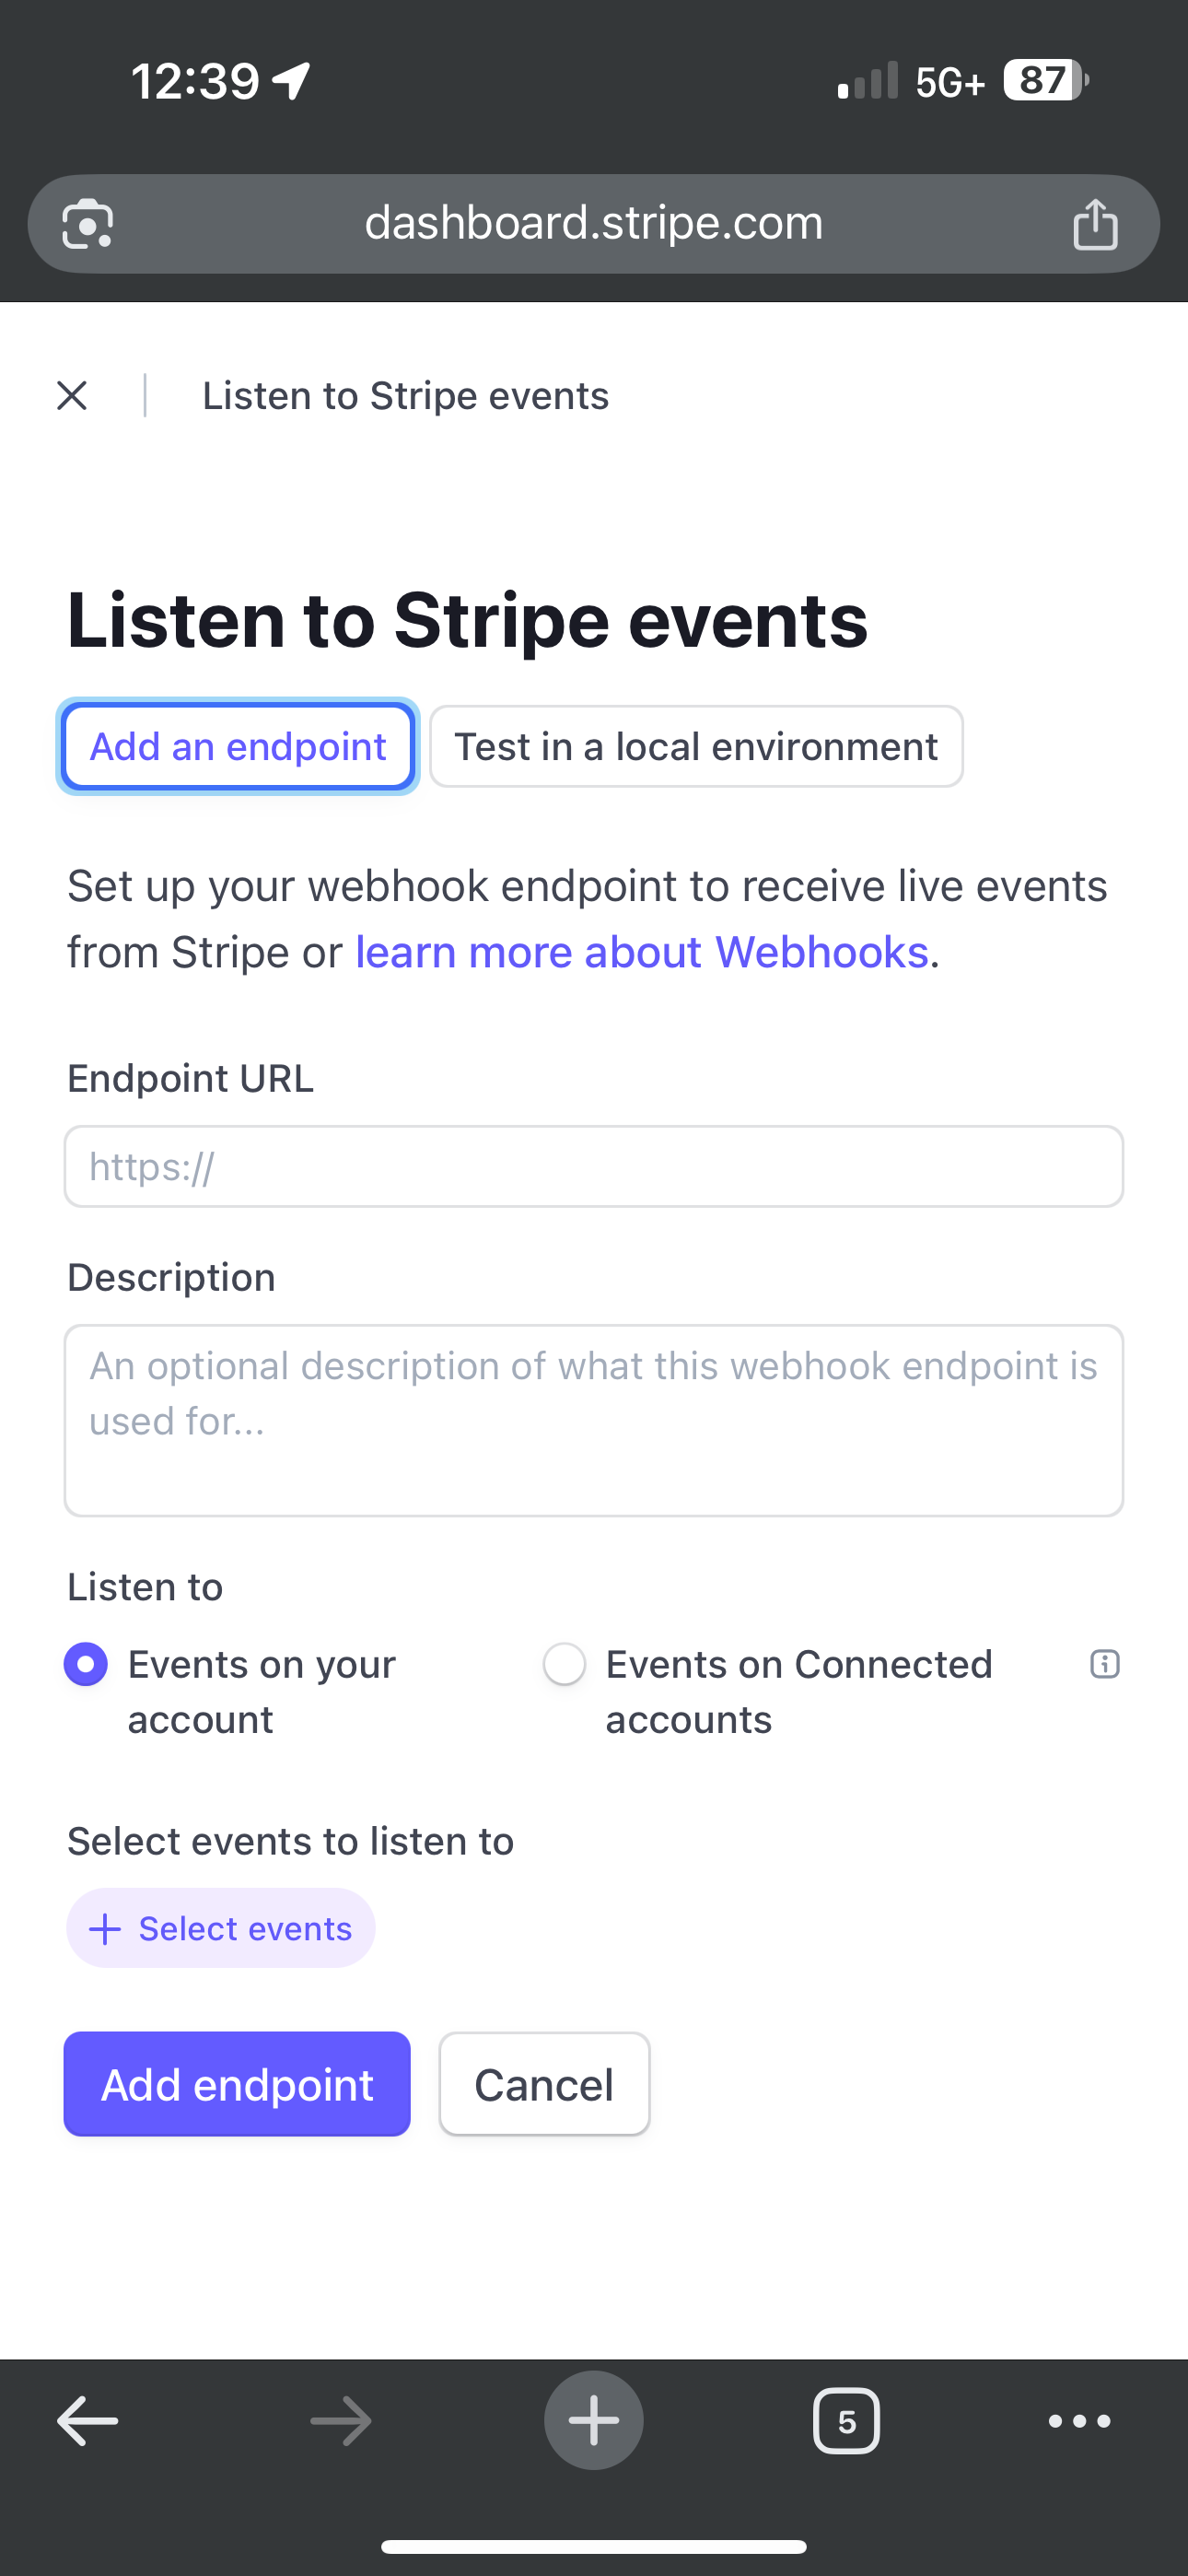 12:39
5G+
87
dashboard.stripe.com
Listen to Stripe events
Listen to Stripe events
Add an endpoint
Test in a local environment
Set up your webhook endpoint to receive live events
from Stripe or learn more about Webhooks.
Endpoint URL
https://
Description
An optional description of what this webhook endpoint is
used for...
Listen to
Events on your
account
Events on Connected
accounts
Select events to listen to
Select events
Add endpoint
Cancel
5